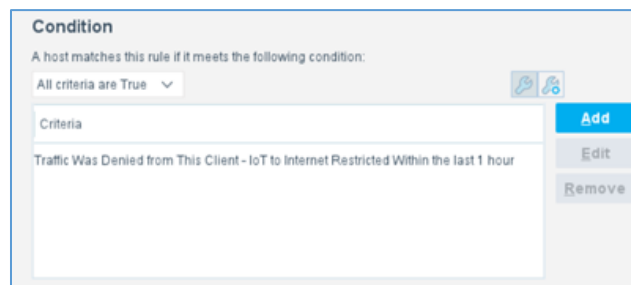 Condition
A host matches this rule if it meets the following condition:
All criteria are True
Criteria
Add
Traffic Was Denied from This Client - IoT to Internet Restricted Within the last 1 hour
Edit
Remove